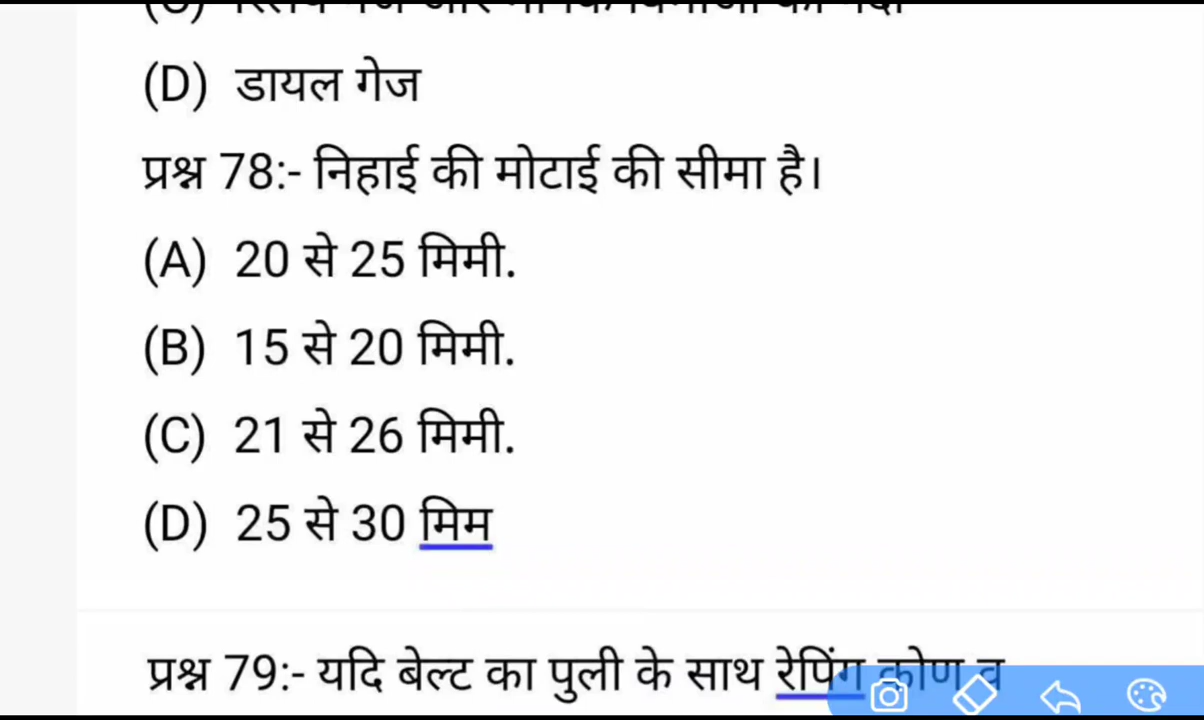 (D) डायल गेज
प्रश्न 78:- निहाई की मोटाई की सीमा है।
(A) 20 से 25 मिमी.
(B) 15 से 20 मिमी.
(C) 21 से 26 मिमी.
(D) 25 से 30 मिम
प्रश्न 79:- यदि बेल्ट का पुली के साथ रेपिंग कोण व